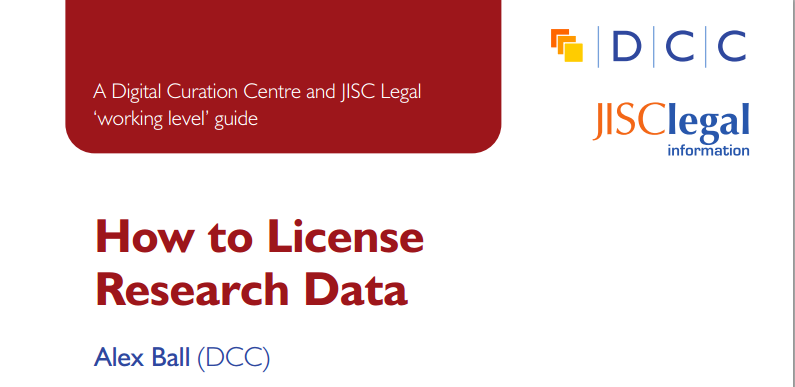 A Digital Curation Centre and JISC Legal
‘working level’ guide
DCC
JISClegal
information
How to License
Research Data
Alex Ball (DCC)